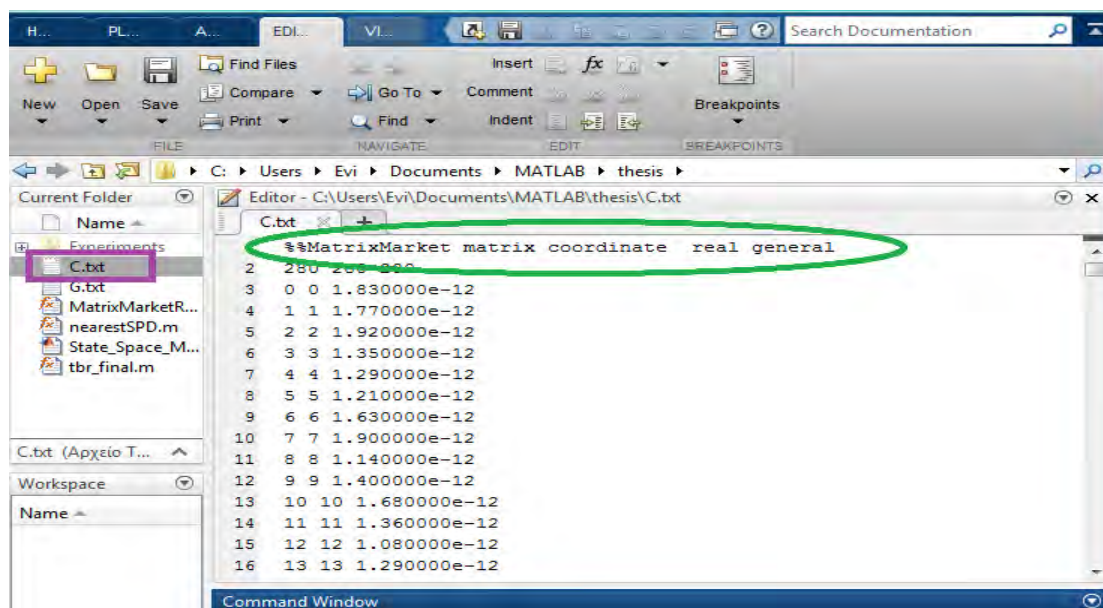 H... PL... A... EDI... VI... Search Documentation
Find Files Insert fx
New Open Save Compare Go To Comment Breakpoints
Print Find Indent
FILE NAVIGATE EDIT BREAKPOINTS
C: Users Evi Documents MATLAB thesis
Current Folder
Name
Experiments
C.txt
G.txt
MatrixMarketR...
nearestSPD.m
State_Space_M...
tbr_final.m
C.txt (Αρχείο Τ...
Workspace
Name
Editor - C:\Users\Evi\Documents\MATLAB\thesis\C.txt
C.txt
%%MatrixMarket matrix coordinate real general
2 280
3 0 0 1.830000e-12
4 1 1 1.770000e-12
5 2 2 1.920000e-12
6 3 3 1.350000e-12
7 4 4 1.290000e-12
8 5 5 1.210000e-12
9 6 6 1.630000e-12
10 7 7 1.900000e-12
11 8 8 1.140000e-12
12 9 9 1.400000e-12
13 10 10 1.680000e-12
14 11 11 1.360000e-12
15 12 12 1.080000e-12
16 13 13 1.290000e-12
Command Window